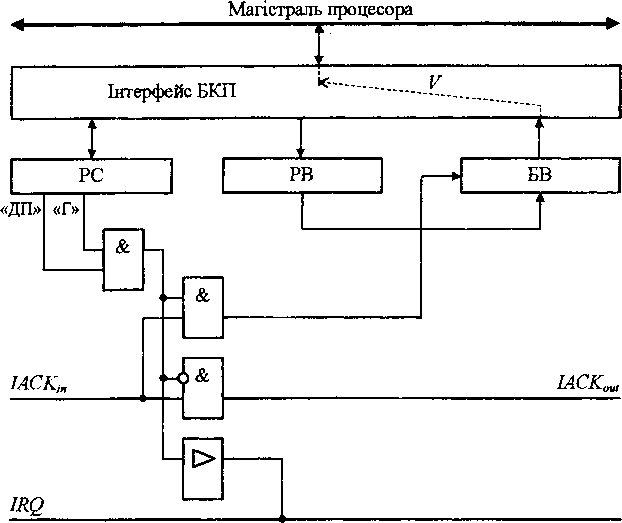 Магістраль процесора
V
Інтерфейс БКП
РС
РВ
БВ
«ДП»
«Г»
&
&
&
IACKin
IACKout
IRQ